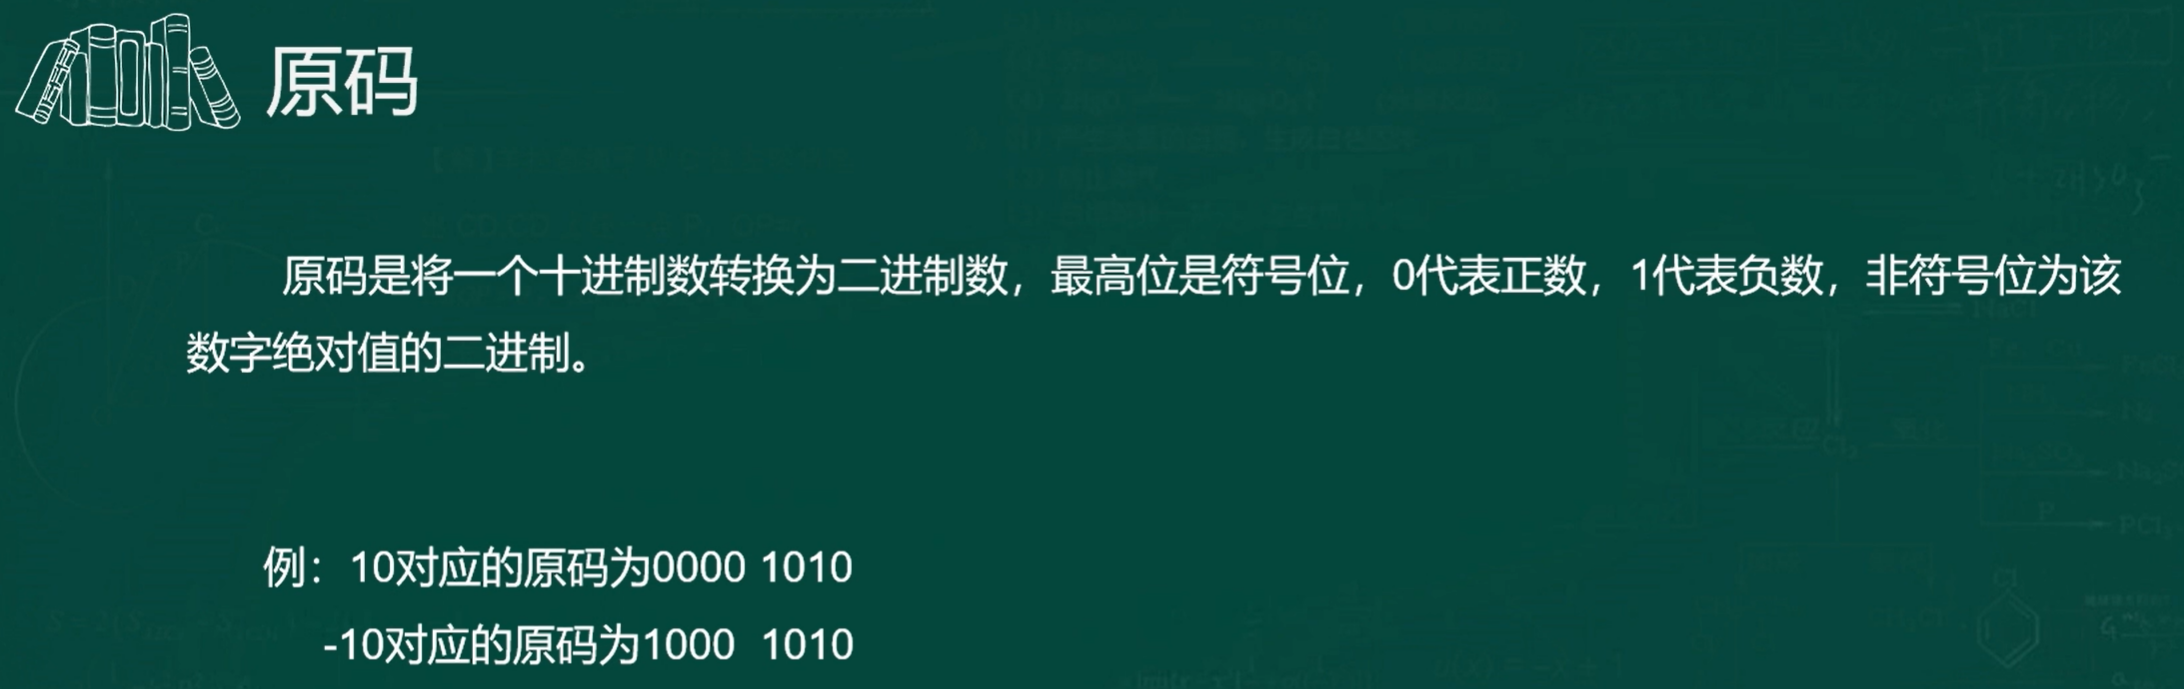 原码
原码是将一个十进制数转换为二进制数，最高位是符号位，0代表正数，1代表负数，非符号位为该
数字绝对值的二进制。
例：10对应的原码为0000 1010
-10对应的原码为1000  1010